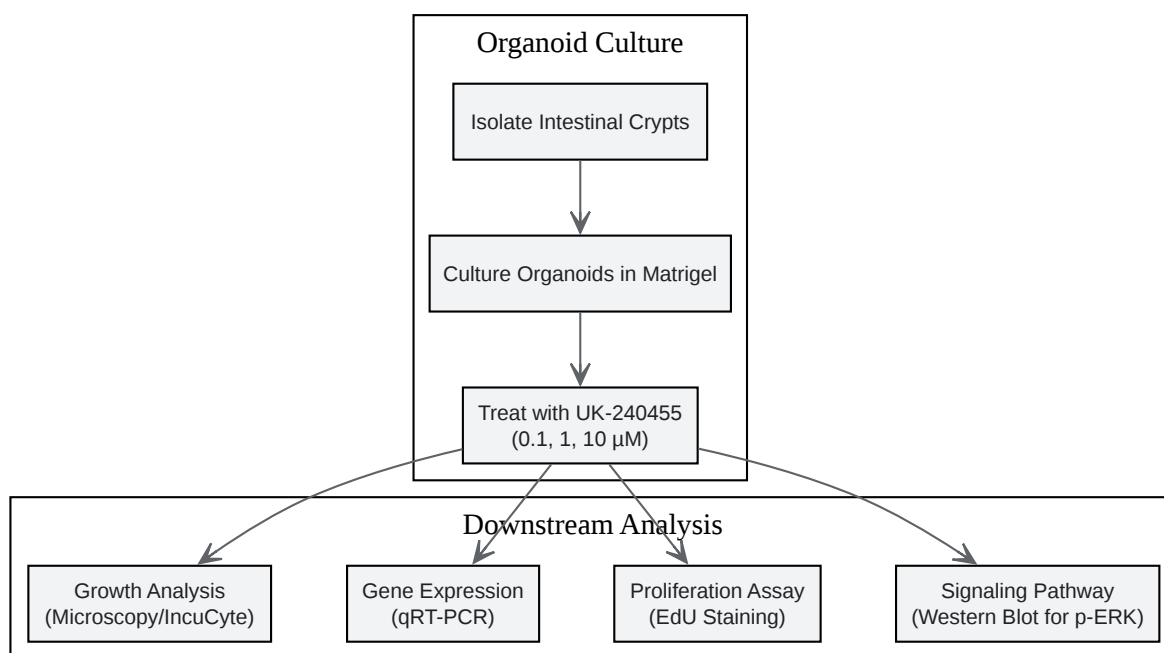 Organoid Culture
Isolate Intestinal Crypts
Culture Organoids in Matrigel
Treat with UK-240455
(0.1, 1, 10 µM)
Downstream Analysis
Growth Analysis
(Microscopy/IncuCyte)
Gene Expression
(qRT-PCR)
Proliferation Assay
(EdU Staining)
Signaling Pathway
(Western Blot for p-ERK)